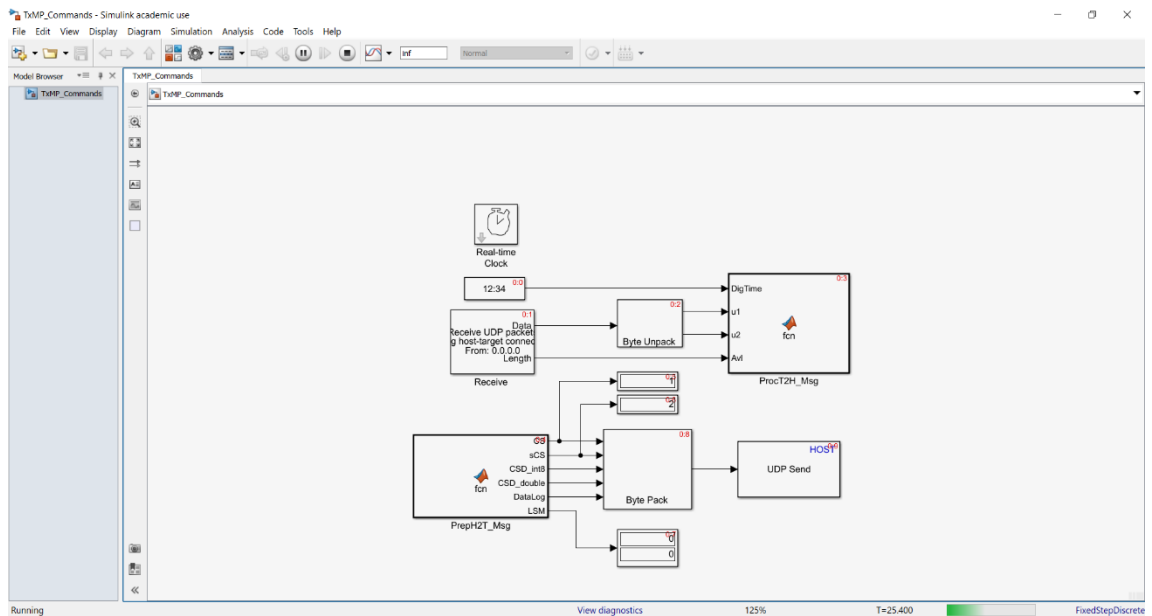 TxMP_Commands - Simulink academic use
File Edit View Display Diagram Simulation Analysis Code Tools Help
inf Normal
Model Browser
TxMP_Commands
TxMP_Commands
TxMP_Commands
Real-time
Clock
12:34
0:0
0:1
Data
Receive UDP packet
g host-target connec
From: 0.0.0.0
Length
Receive
0:2
Byte Unpack
0:3
DigTime
u1
u2
Avl
fcn
ProcT2H_Msg
1
2
CS
sCS
CSD_int8
CSD_double
DataLog
LSM
fcn
PrepH2T_Msg
0:8
Byte Pack
HOST
UDP Send
0
0
Running
View diagnostics
125%
T=25.400
FixedStepDiscrete